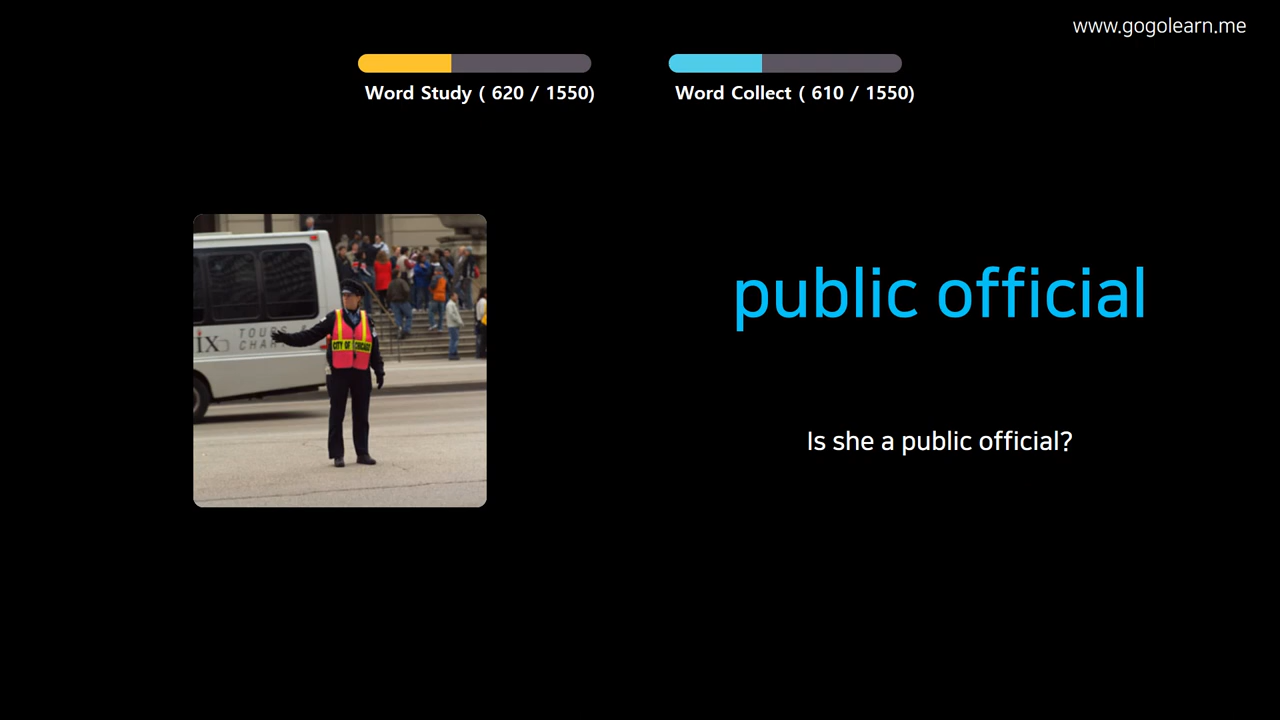 www.gogolearn.me
Word Study ( 620 / 1550)
Word Collect ( 610 / 1550)
public official
Is she a public official?
TOURS &
CITY OF CHICAGO